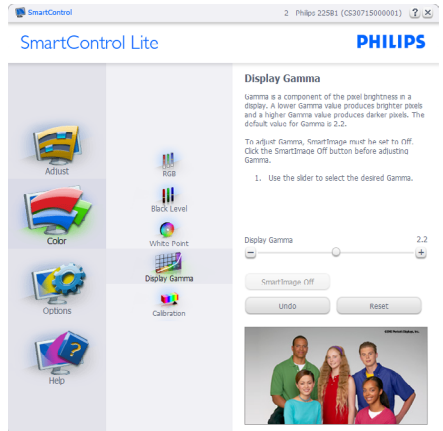 SmartControl
2 Philips 225B1 (CS30715000001)
? ×
SmartControl Lite
PHILIPS
Display Gamma
Gamma is a component of the pixel brightness in a
display. A lower Gamma value produces brighter pixels
and a higher Gamma value produces darker pixels. The
default value for Gamma is 2.2.
To adjust Gamma, SmartImage must be set to Off.
Click the SmartImage Off button before adjusting
Gamma.
1. Use the slider to select the desired Gamma.
Adjust
Color
Options
Help
RGB
Black Level
White Point
Display Gamma
Calibration
Display Gamma 2.2
SmartImage Off
Undo Reset